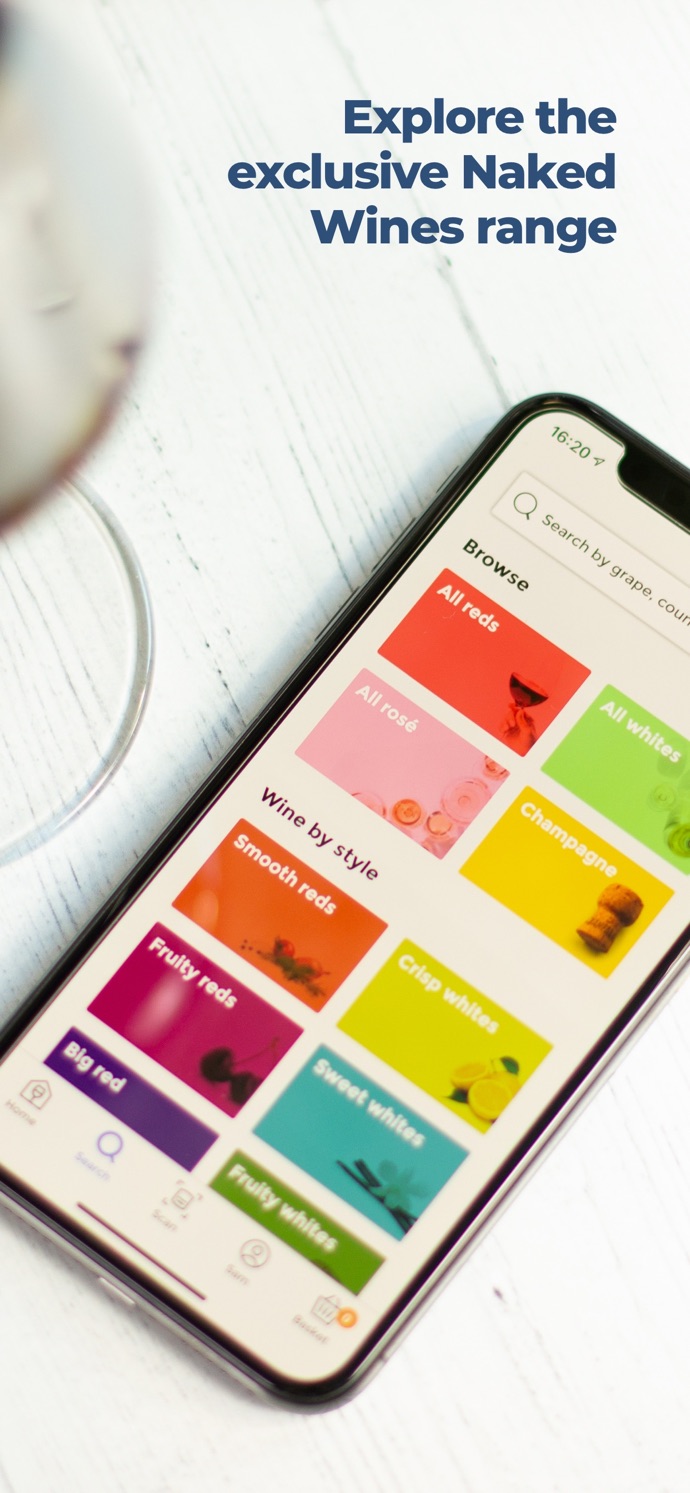 Explore the
exclusive Naked
Wines range
16:20
Search by grape, coun
Browse
All reds
All whites
All rosé
Champagne
Wine by style
Smooth reds
Crisp whites
Fruity reds
Sweet whites
Big red
Fruity whites
Home
Search
Scan
Sam
Basket